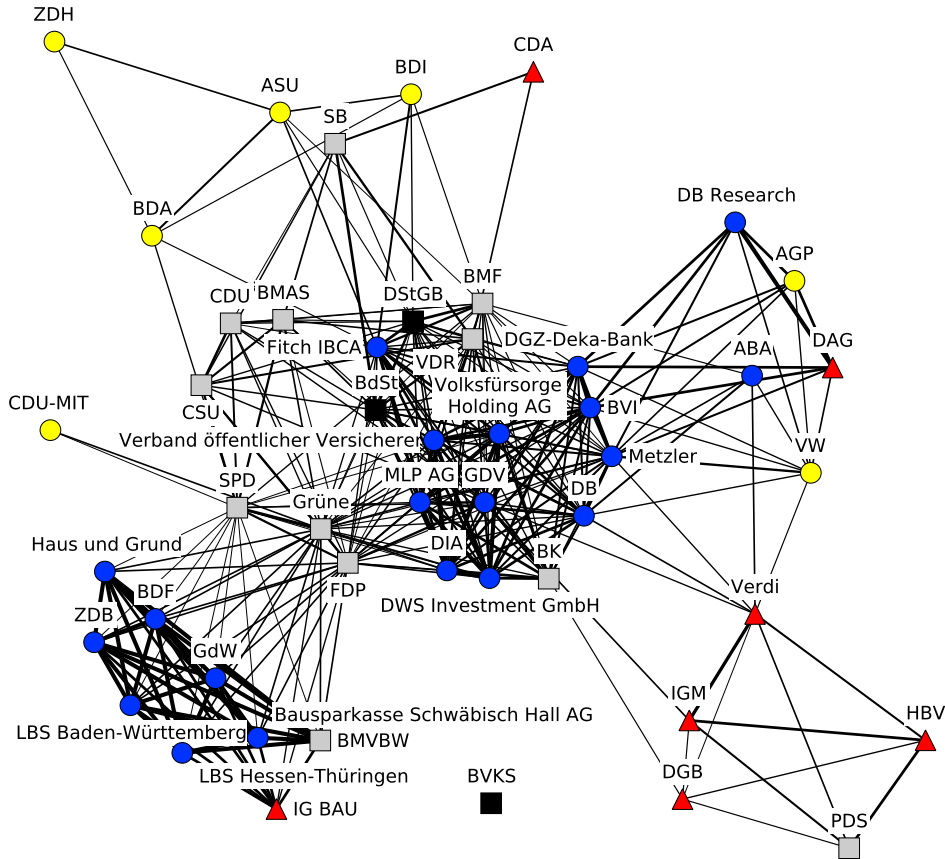 ZDH
CDA
BDI
ASU
SB
DB Research
BDA
AGP
BMF
CDU
BMAS
DStGB
DGZ-Deka-Bank
DAG
Fitch IBCA
VDR
ABA
BdSt
Volksfürsorge
Holding AG
BVI
CDU-MIT
CSU
Verband öffentlicher Versicherer
VW
Metzler
SPD
MLP AG
GDV
DB
Grüne
Haus und Grund
DIA
BK
BDF
FDP
DWS Investment GmbH
Verdi
ZDB
GdW
IGM
HBV
Bausparkasse Schwäbisch Hall AG
LBS Baden-Württemberg
BMVBW
LBS Hessen-Thüringen
BVKS
DGB
IG BAU
PDS